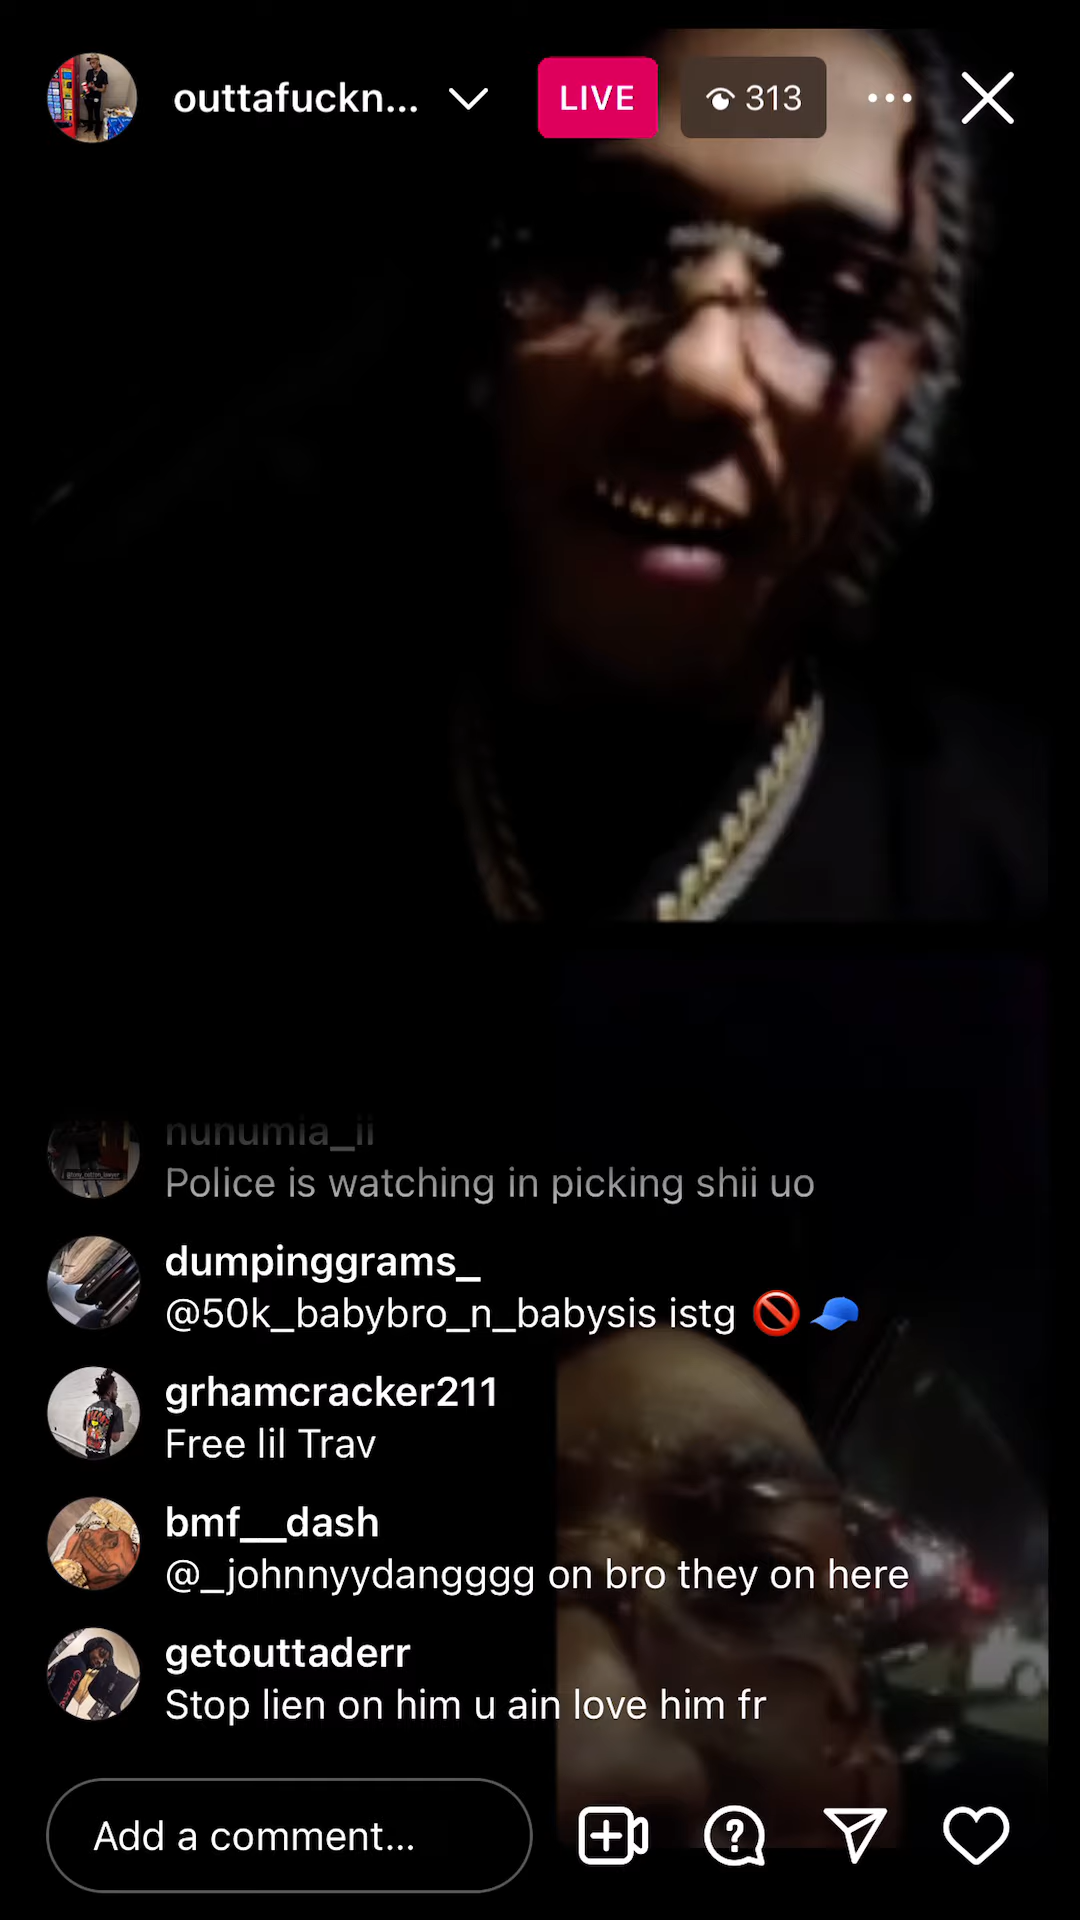 outtafuckn...
LIVE
313
nunumia_ii
Police is watching in picking shii uo
dumpinggrams_
@50k_babybro_n_babysis istg 🚫 🧢
grhamcracker211
Free lil Trav
bmf__dash
@_johnnyydangggg on bro they on here
getouttaderr
Stop lien on him u ain love him fr
Add a comment...